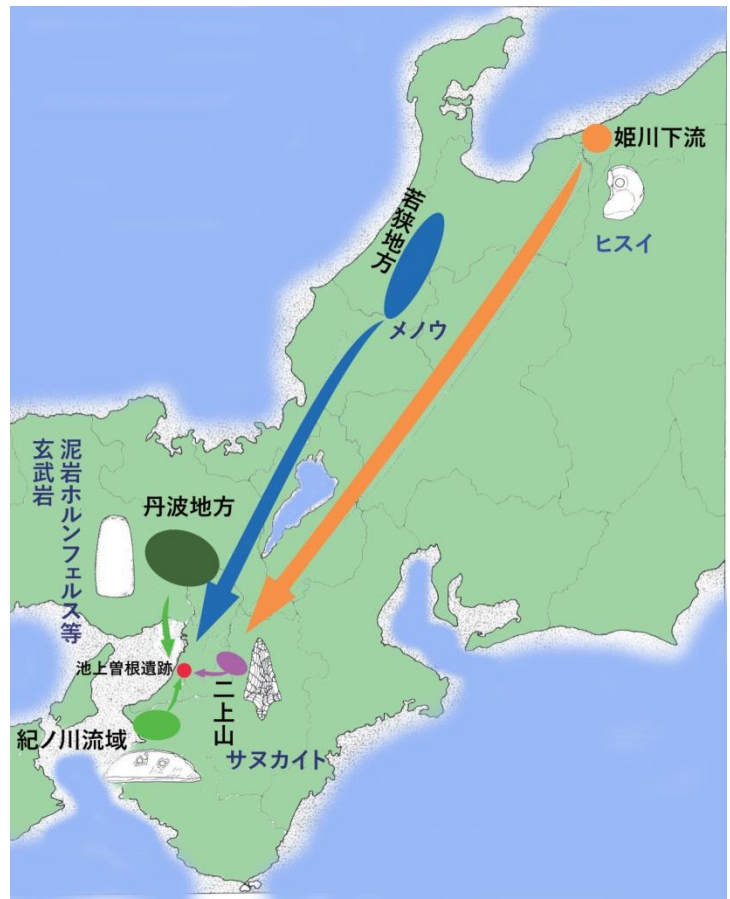 姫川下流
ヒスイ
若狭地方
メノウ
泥岩ホルンフェルス等
玄武岩
丹波地方
池上曽根遺跡
二上山
紀ノ川流域
サヌカイト